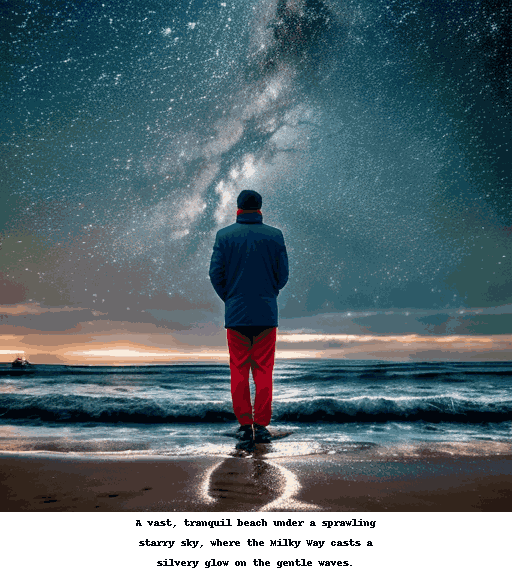 A vast, tranquil beach under a sprawling
starry sky, where the Milky Way casts a
silvery glow on the gentle waves.